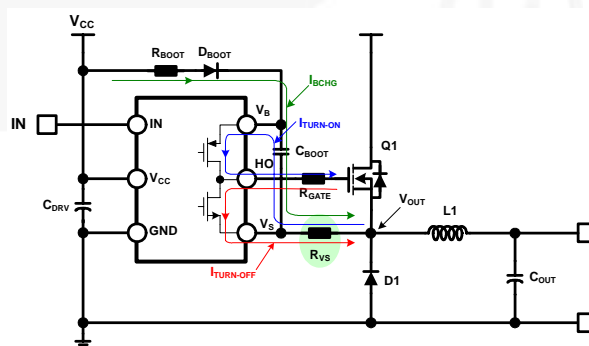 VCC
RBOOT DBOOT
IBCHG
IN
IN
VB
ITURN-ON
Q1
CBOOT
HO
VCC
RGATE
CDRV
VOUT
L1
GND
VS
RVS
ITURN-OFF
D1
COUT